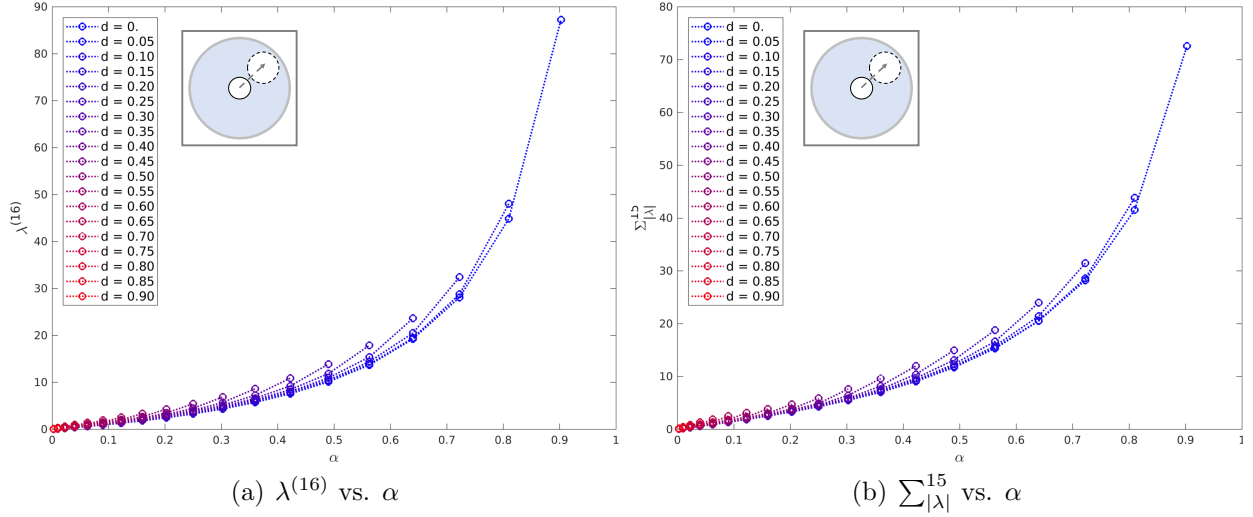 90
80
70
60
50
40
30
20
10
0
λ^(16)
d = 0.
d = 0.05
d = 0.10
d = 0.15
d = 0.20
d = 0.25
d = 0.30
d = 0.35
d = 0.40
d = 0.45
d = 0.50
d = 0.55
d = 0.60
d = 0.65
d = 0.70
d = 0.75
d = 0.80
d = 0.85
d = 0.90
0 0.1 0.2 0.3 0.4 0.5 0.6 0.7 0.8 0.9 1
α
(a) λ^(16) vs. α
80
70
60
50
40
30
20
10
0
Σ^15_|λ|
d = 0.
d = 0.05
d = 0.10
d = 0.15
d = 0.20
d = 0.25
d = 0.30
d = 0.35
d = 0.40
d = 0.45
d = 0.50
d = 0.55
d = 0.60
d = 0.65
d = 0.70
d = 0.75
d = 0.80
d = 0.85
d = 0.90
0 0.1 0.2 0.3 0.4 0.5 0.6 0.7 0.8 0.9 1
α
(b) ∑^15_|λ| vs. α